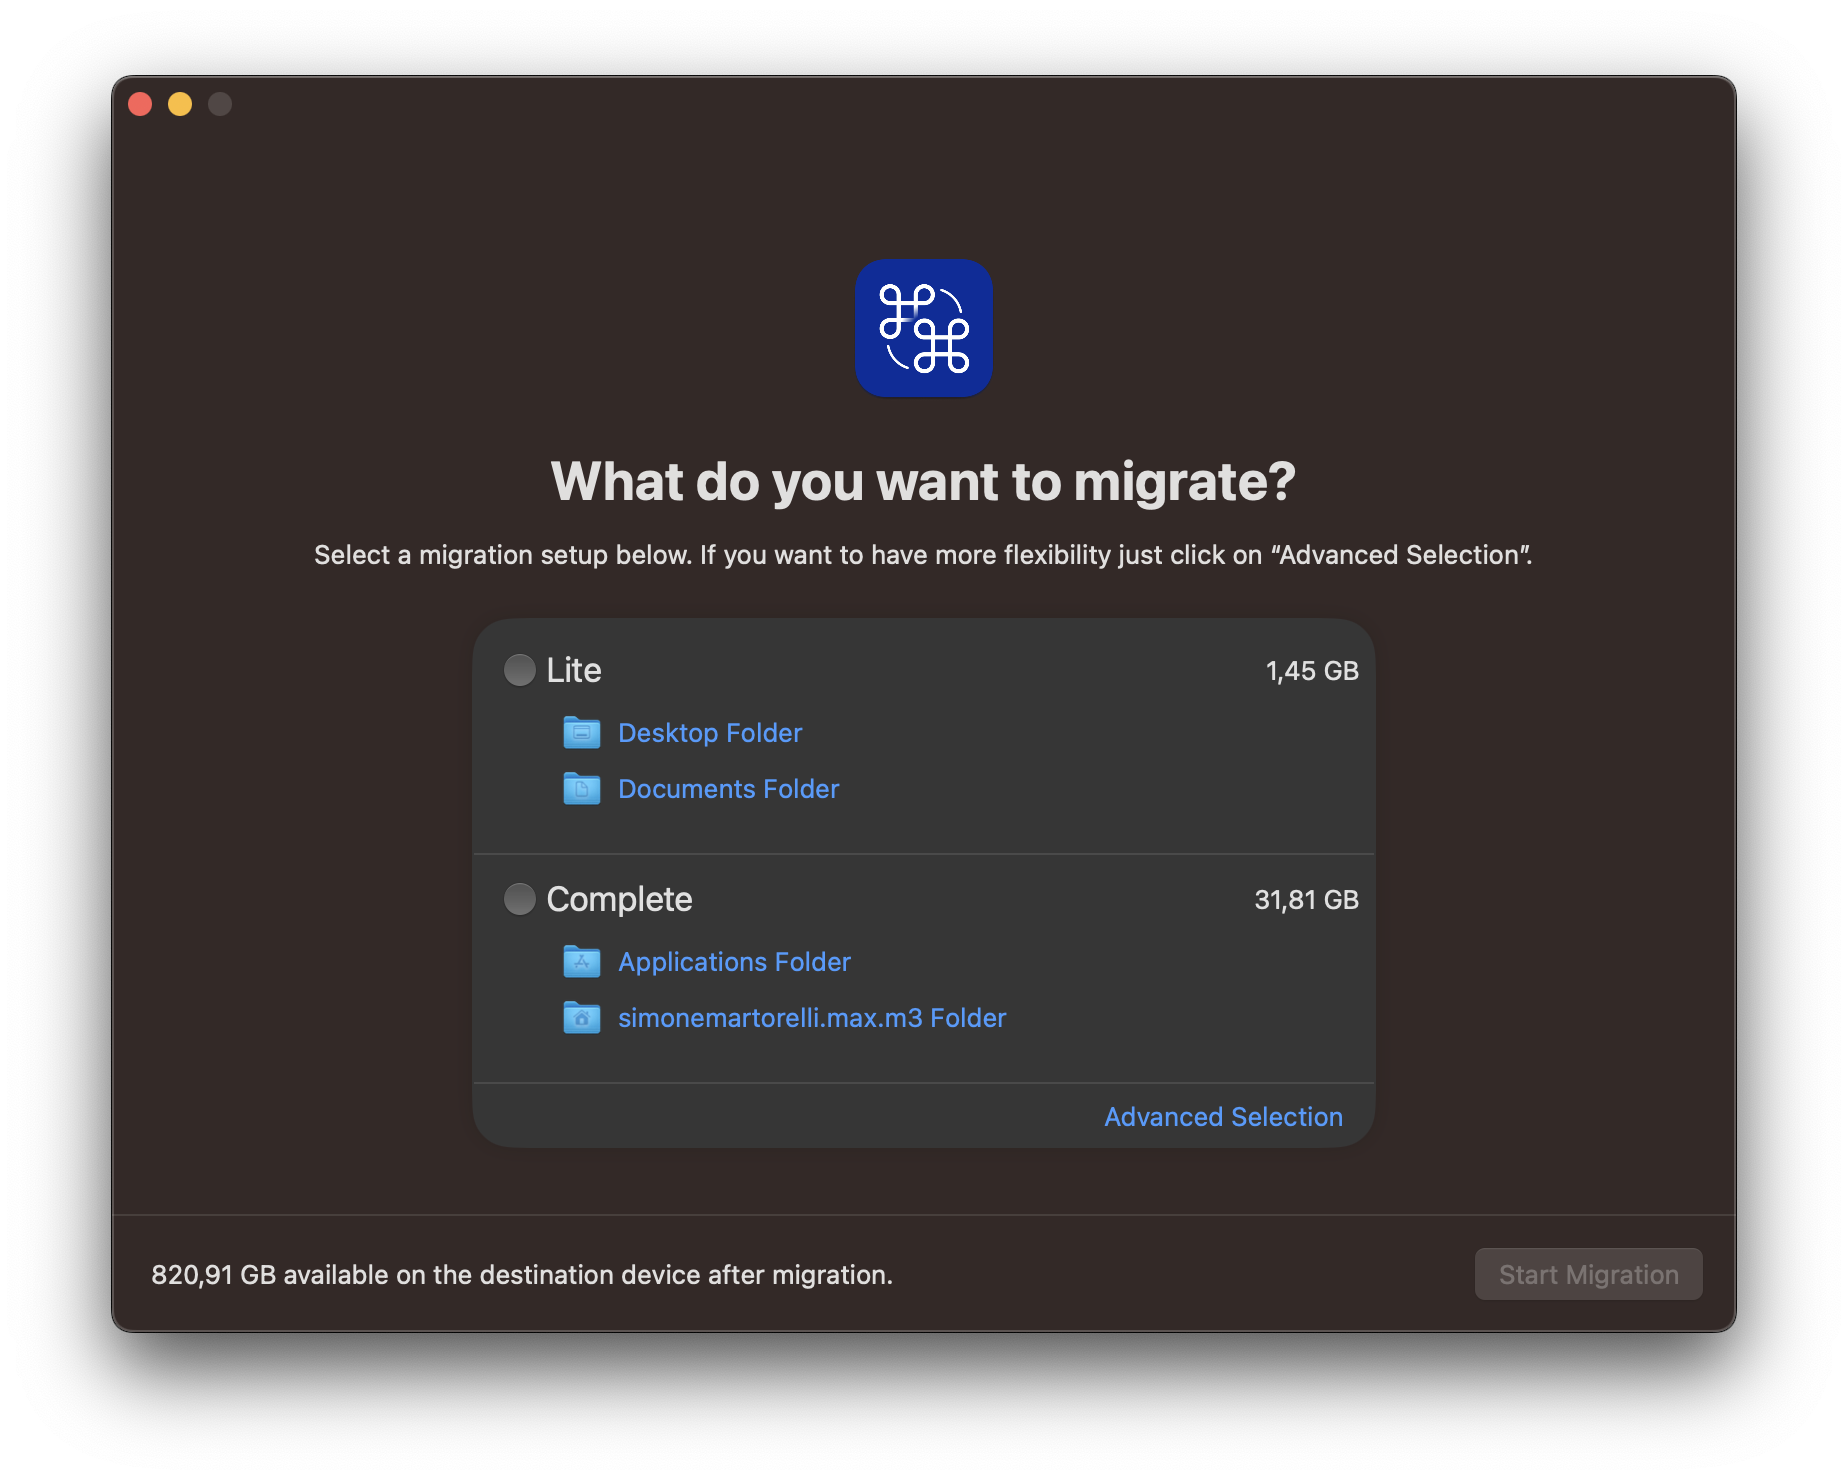 What do you want to migrate?
Select a migration setup below. If you want to have more flexibility just click on “Advanced Selection”.
Lite
1,45 GB
Desktop Folder
Documents Folder
Complete
31,81 GB
Applications Folder
simonemartorelli.max.m3 Folder
Advanced Selection
820,91 GB available on the destination device after migration.
Start Migration